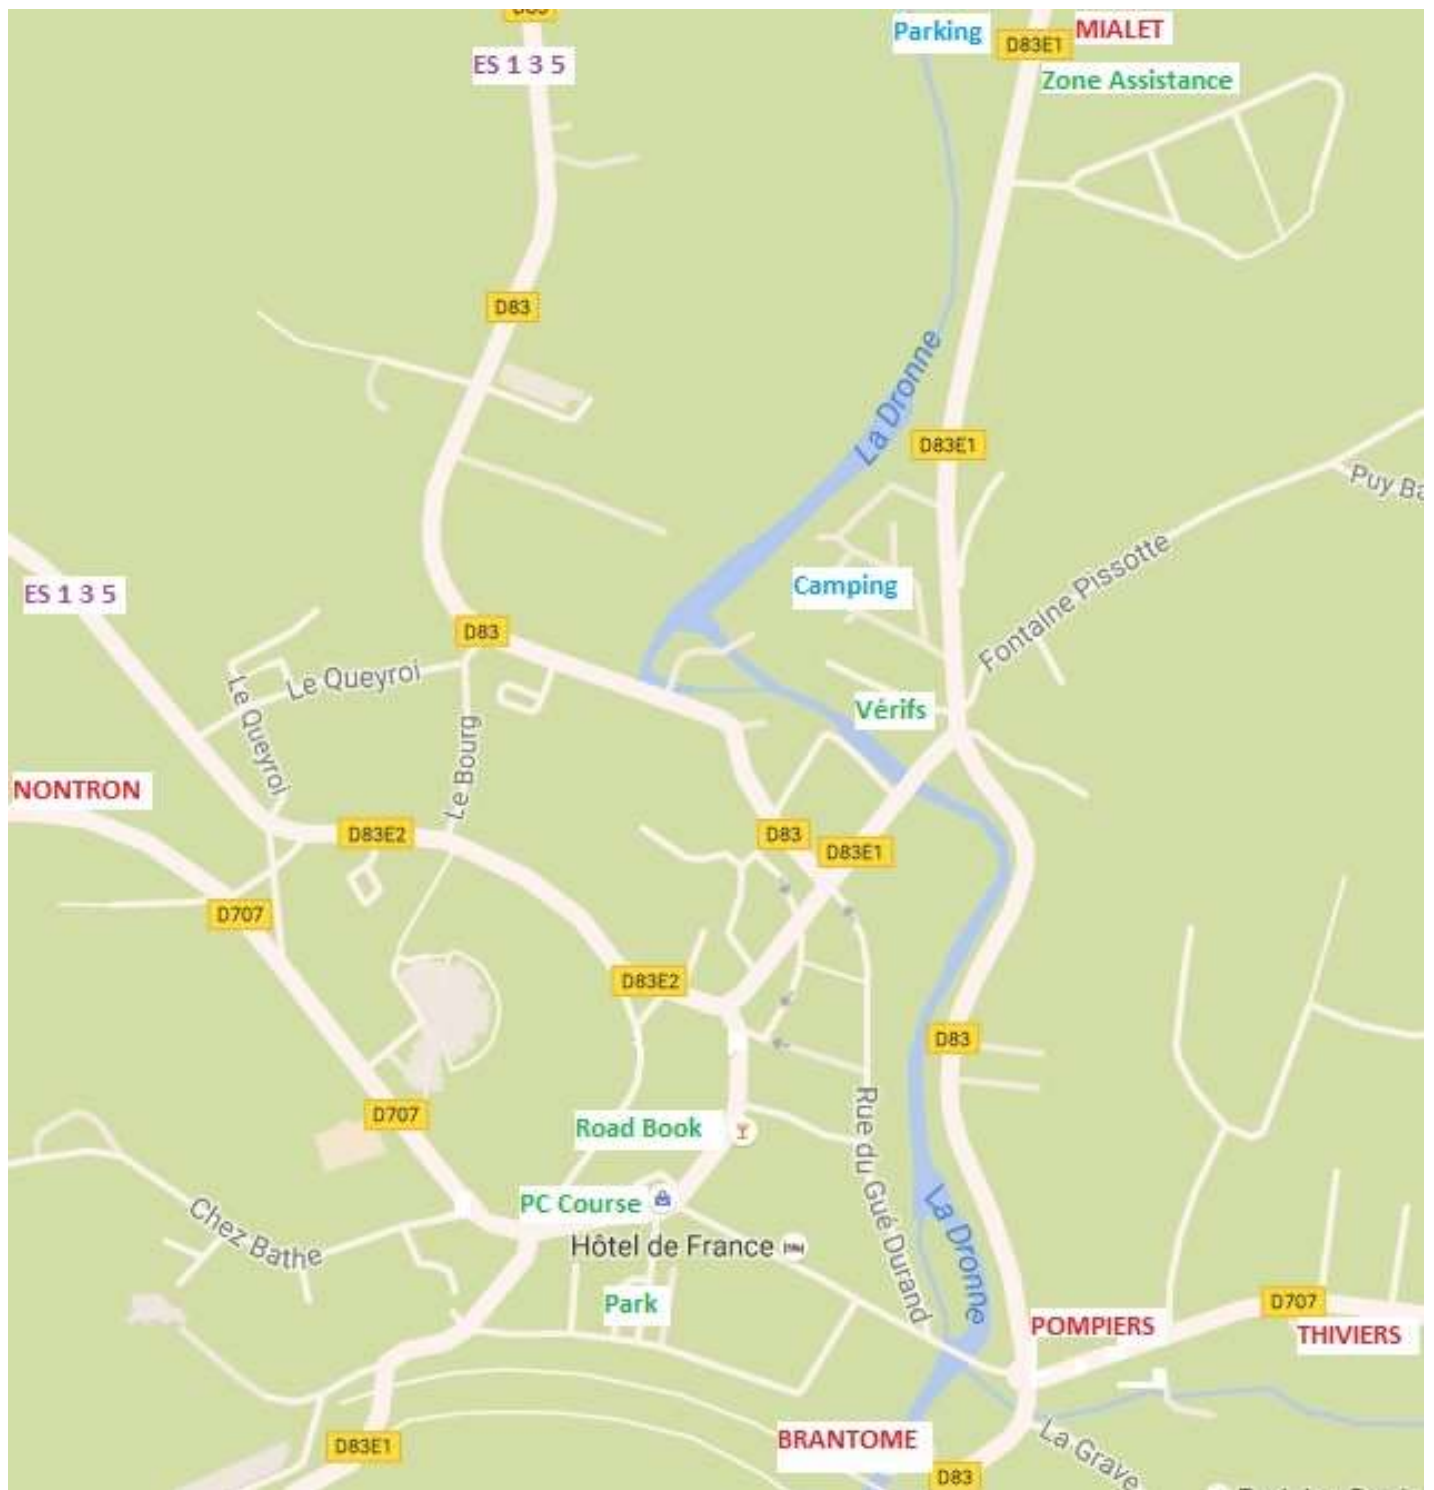 Parking
MIALET
D83E1
ES 1 3 5
Zone Assistance
D83
La Dronne
D83E1
Puy Ba
Fontaine Pissotte
Camping
ES 1 3 5
D83
Le Queyroi
Le Queyroi
Vérifs
Le Bourg
NONTRON
D83E2
D83
D83E1
D707
D83E2
D83
D707
Road Book
Rue du Gué Durand
PC Course
La Dronne
Chez Bathe
Hôtel de France
Park
D707
POMPIERS
THIVIERS
BRANTOME
D83E1
La Grave
D83